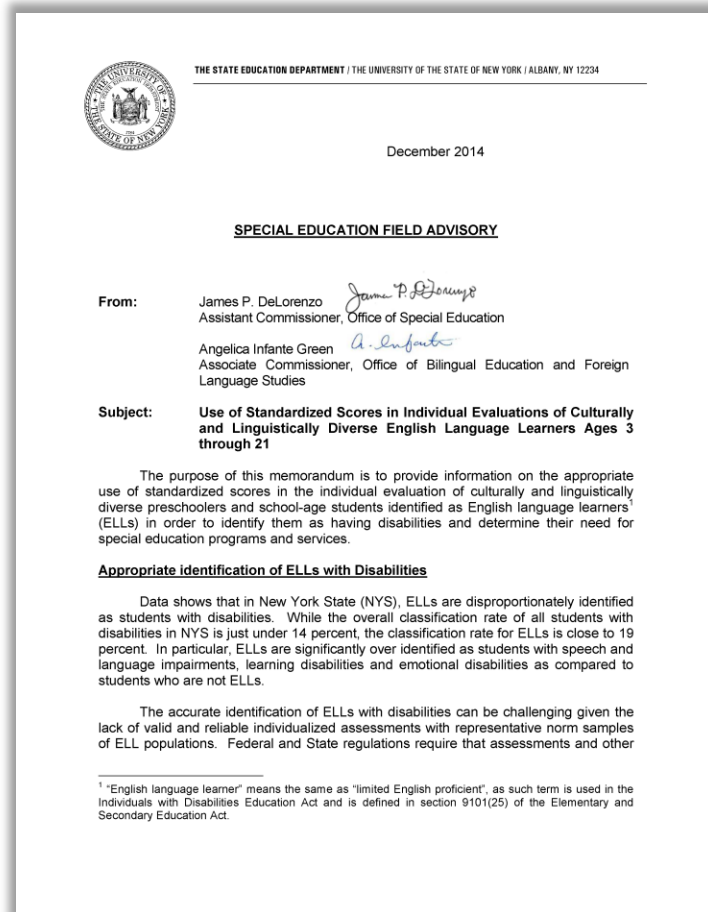 THE UNIVERSITY OF
THE STATE OF NEW YORK
THE STATE EDUCATION DEPARTMENT / THE UNIVERSITY OF THE STATE OF NEW YORK / ALBANY, NY 12234
December 2014
SPECIAL EDUCATION FIELD ADVISORY
From: James P. DeLorenzo James P. DeLorenzo
Assistant Commissioner, Office of Special Education
Angelica Infante Green A. Infante
Associate Commissioner, Office of Bilingual Education and Foreign
Language Studies
Subject: Use of Standardized Scores in Individual Evaluations of Culturally
and Linguistically Diverse English Language Learners Ages 3
through 21
The purpose of this memorandum is to provide information on the appropriate
use of standardized scores in the individual evaluation of culturally and linguistically
diverse preschoolers and school-age students identified as English language learners¹
(ELLs) in order to identify them as having disabilities and determine their need for
special education programs and services.
Appropriate identification of ELLs with Disabilities
Data shows that in New York State (NYS), ELLs are disproportionately identified
as students with disabilities. While the overall classification rate of all students with
disabilities in NYS is just under 14 percent, the classification rate for ELLs is close to 19
percent. In particular, ELLs are significantly over identified as students with speech and
language impairments, learning disabilities and emotional disabilities as compared to
students who are not ELLs.
The accurate identification of ELLs with disabilities can be challenging given the
lack of valid and reliable individualized assessments with representative norm samples
of ELL populations. Federal and State regulations require that assessments and other
¹ “English language learner” means the same as “limited English proficient”, as such term is used in the
Individuals with Disabilities Education Act and is defined in section 9101(25) of the Elementary and
Secondary Education Act.